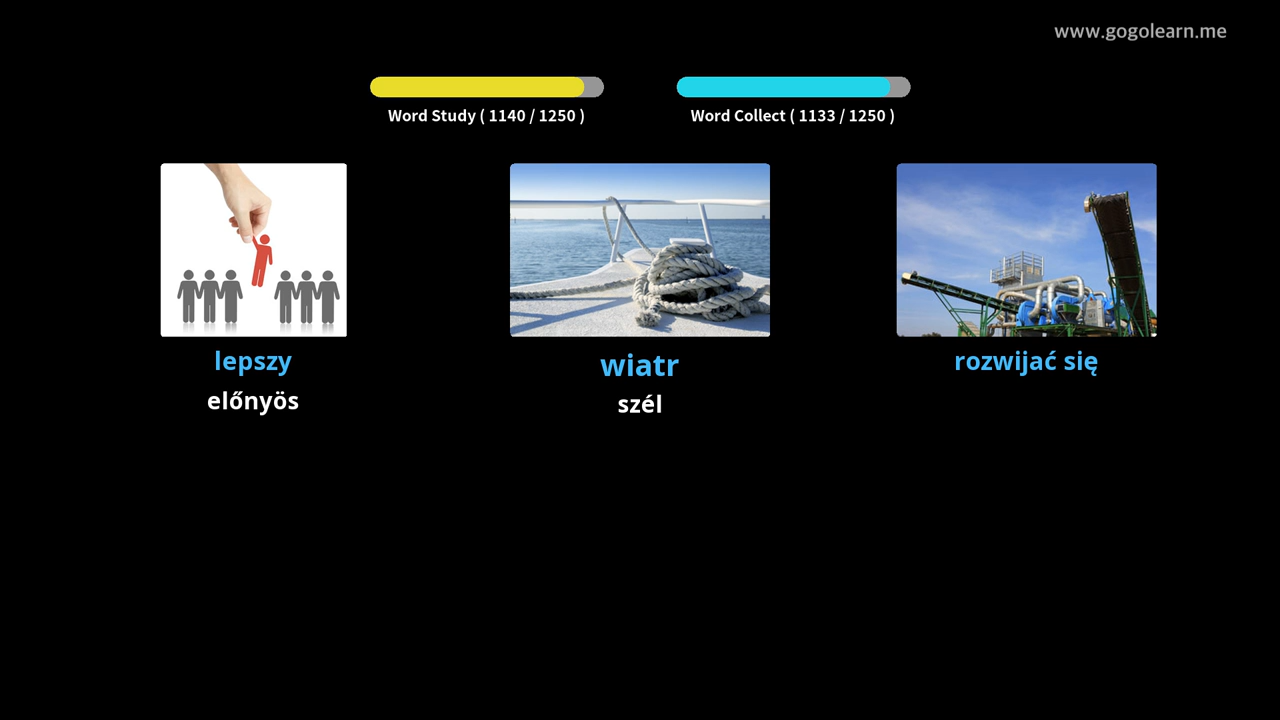 www.gogolearn.me
Word Study ( 1140 / 1250 )
Word Collect ( 1133 / 1250 )
lepszy
előnyös
wiatr
szél
rozwijać się